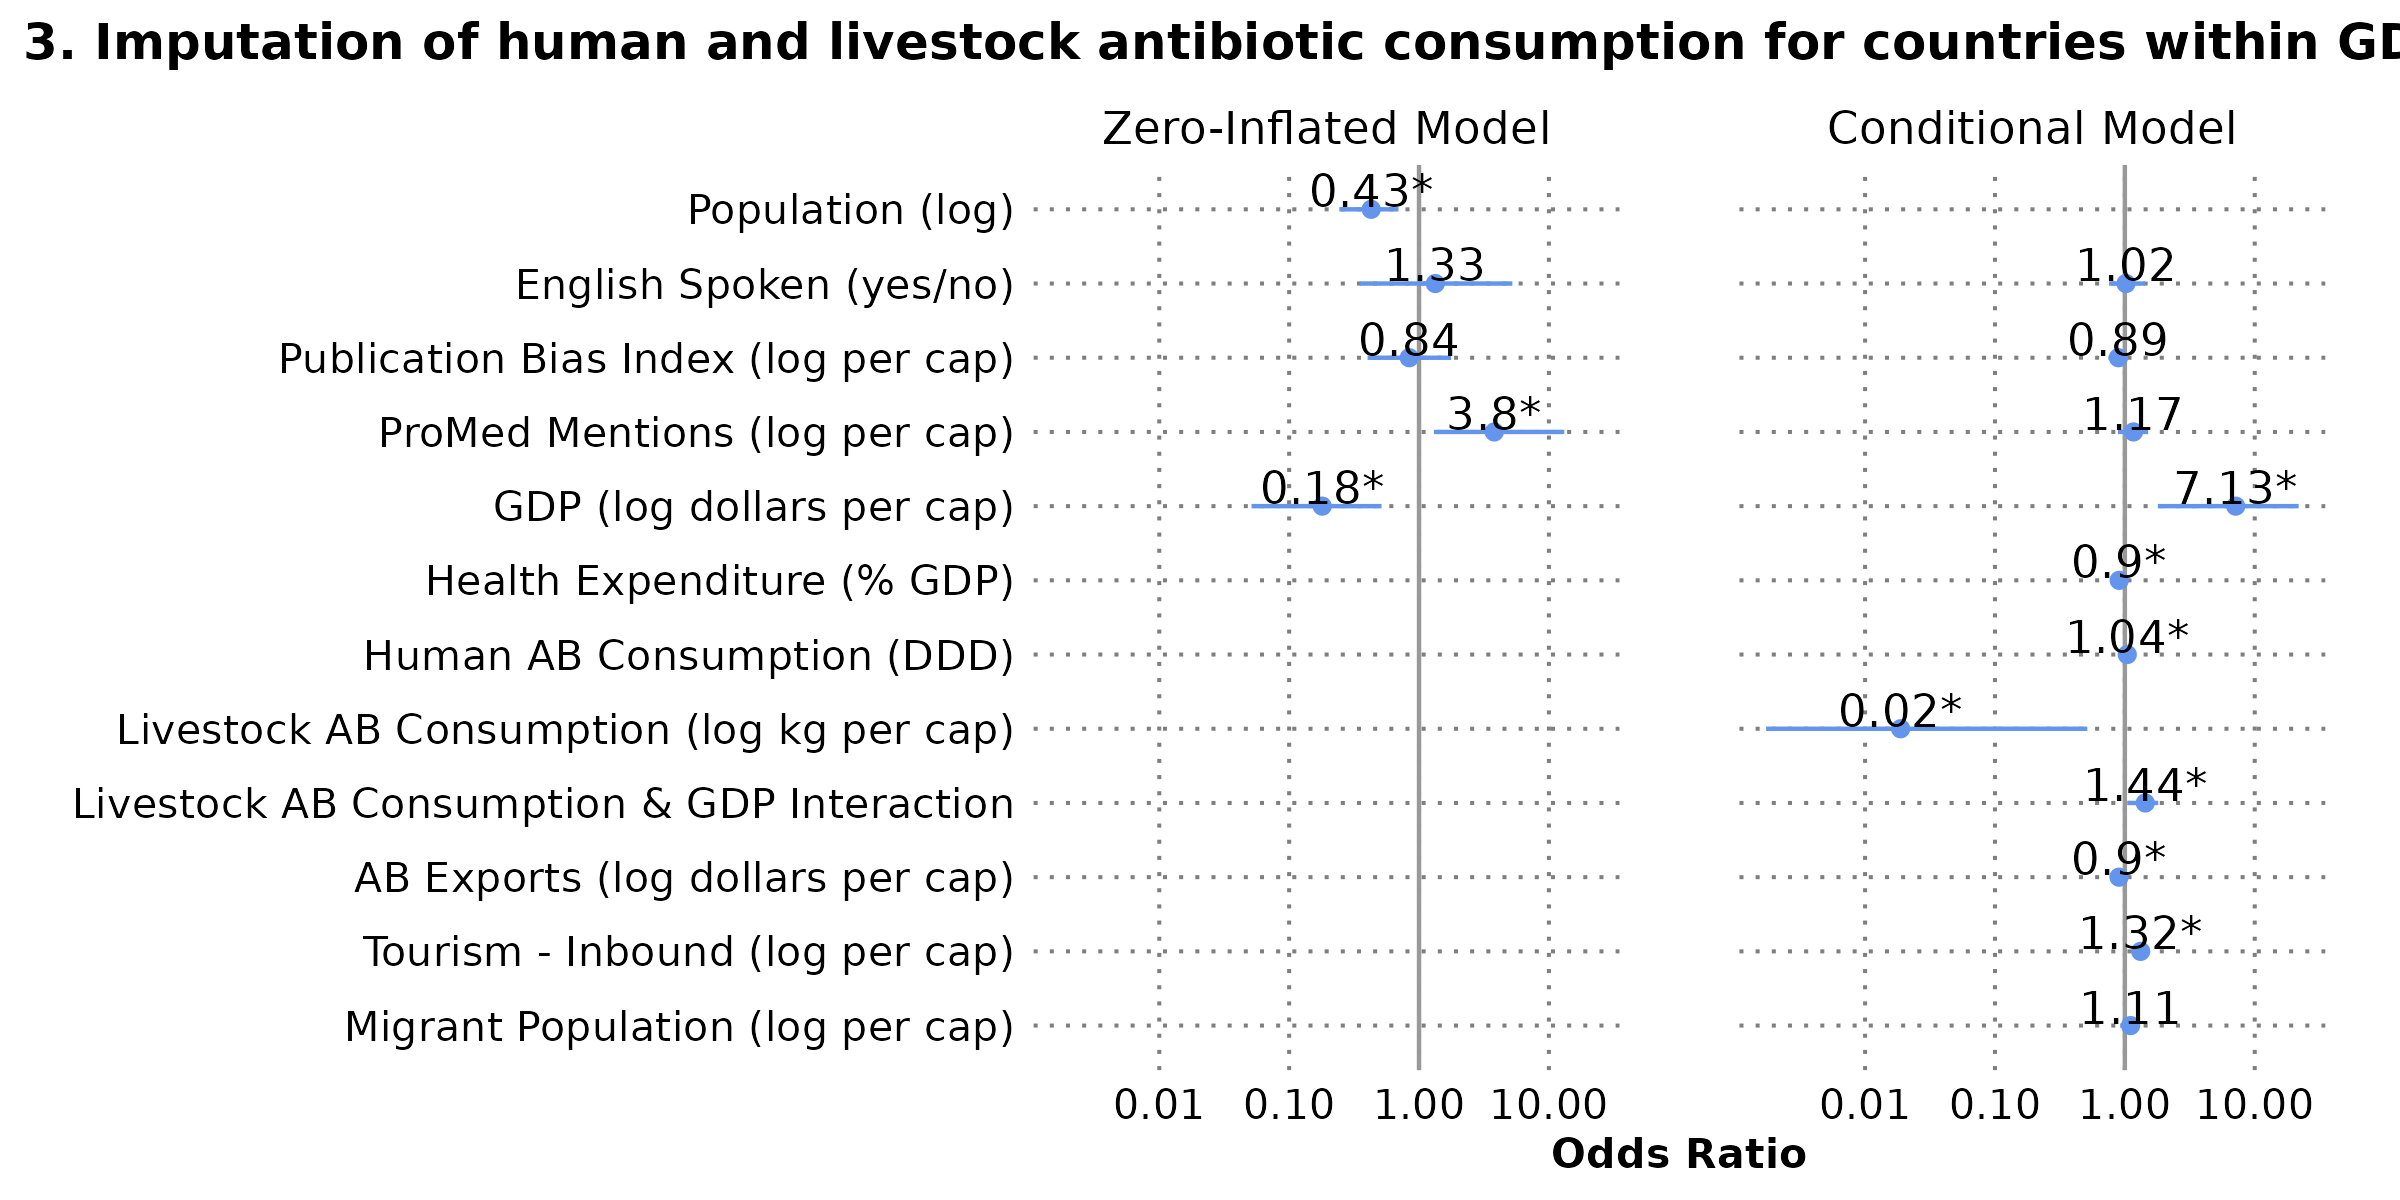 3. Imputation of human and livestock antibiotic consumption for countries within GD
Zero-Inflated Model Conditional Model
Population (log) 0.43*
English Spoken (yes/no) 1.33 1.02
Publication Bias Index (log per cap) 0.84 0.89
ProMed Mentions (log per cap) 3.8* 1.17
GDP (log dollars per cap) 0.18* 7.13*
Health Expenditure (% GDP) 0.9*
Human AB Consumption (DDD) 1.04*
Livestock AB Consumption (log kg per cap) 0.02*
Livestock AB Consumption & GDP Interaction 1.44*
AB Exports (log dollars per cap) 0.9*
Tourism - Inbound (log per cap) 1.32*
Migrant Population (log per cap) 1.11
0.01 0.10 1.00 10.00 0.01 0.10 1.00 10.00
Odds Ratio